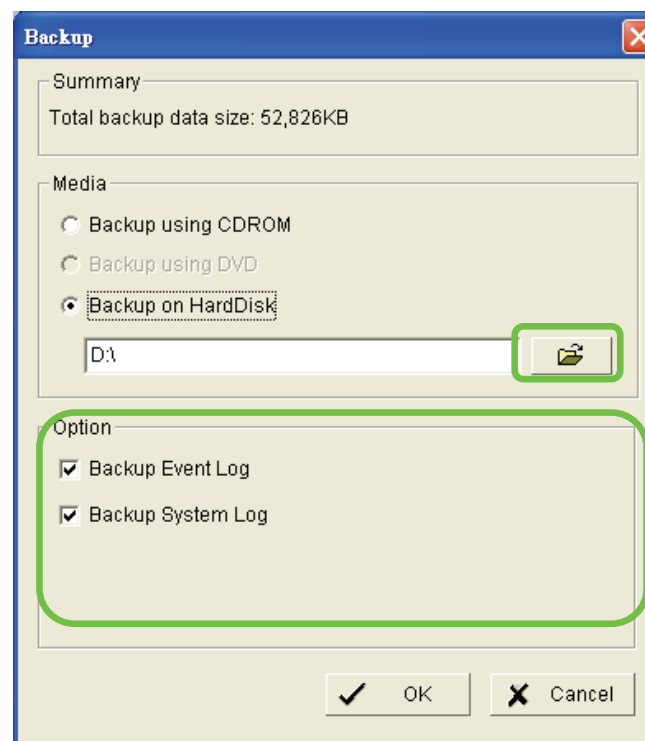 Backup
Summary
Total backup data size: 52,826KB
Media
Backup using CDROM
Backup using DVD
Backup on HardDisk
D:\
Option
Backup Event Log
Backup System Log
OK
Cancel